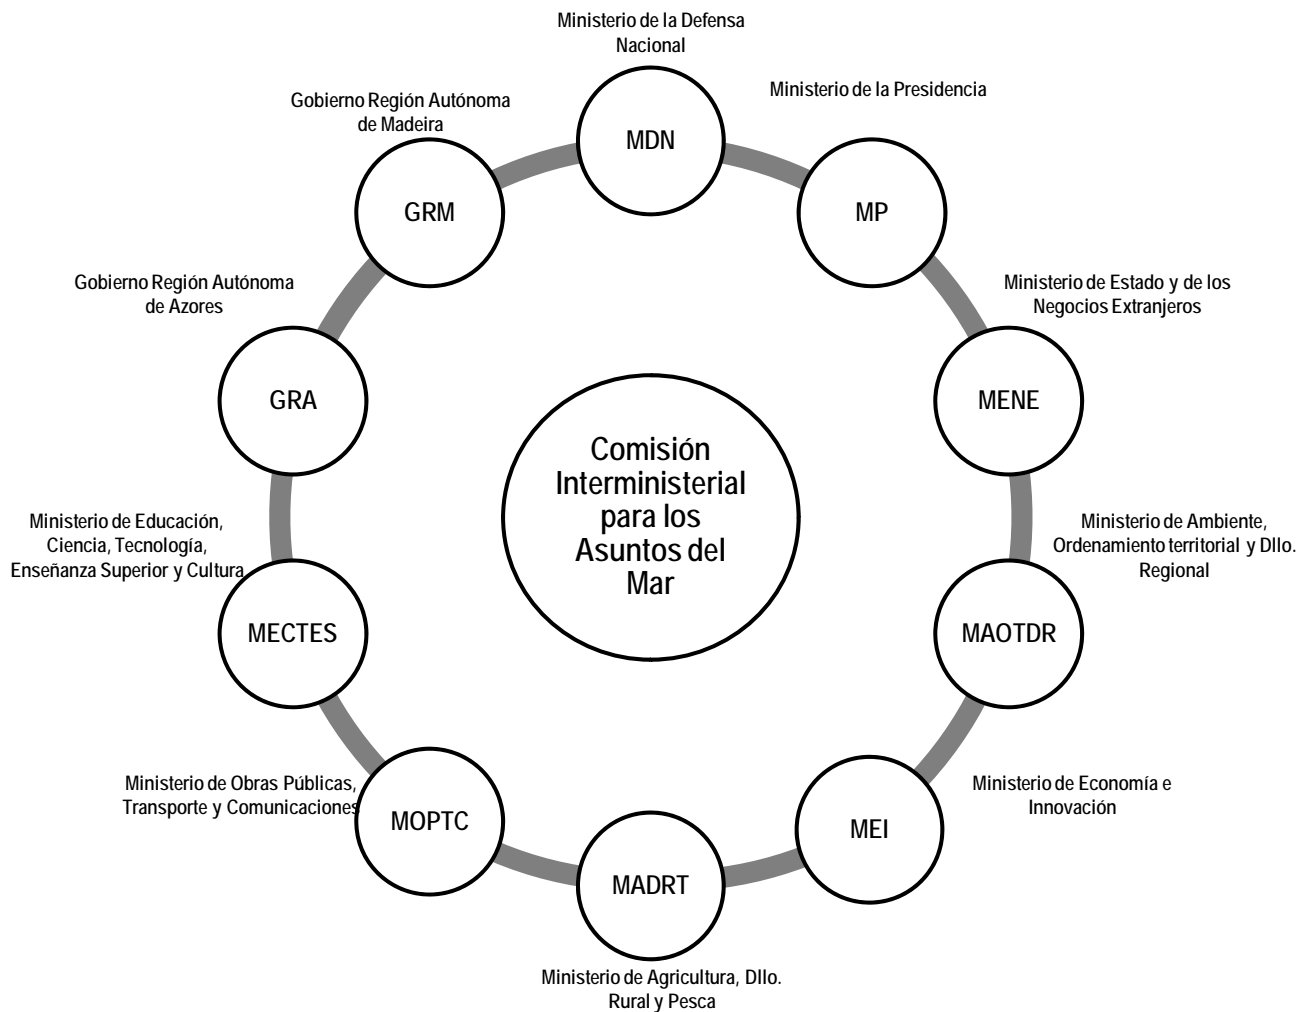 Ministerio de la Defensa
Nacional
MDN
Ministerio de la Presidencia
MP
Ministerio de Estado y de los
Negocios Extranjeros
MENE
Ministerio de Ambiente,
Ordenamiento territorial y Dllo.
Regional
MAOTDR
Ministerio de Economía e
Innovación
MEI
MADRT
Ministerio de Agricultura, Dllo.
Rural y Pesca
Ministerio de Obras Públicas,
Transporte y Comunicaciones
MOPTC
Ministerio de Educación,
Ciencia, Tecnología,
Enseñanza Superior y Cultura
MECTES
Gobierno Región Autónoma
de Azores
GRA
Gobierno Región Autónoma
de Madeira
GRM
Comisión
Interministerial
para los
Asuntos del
Mar